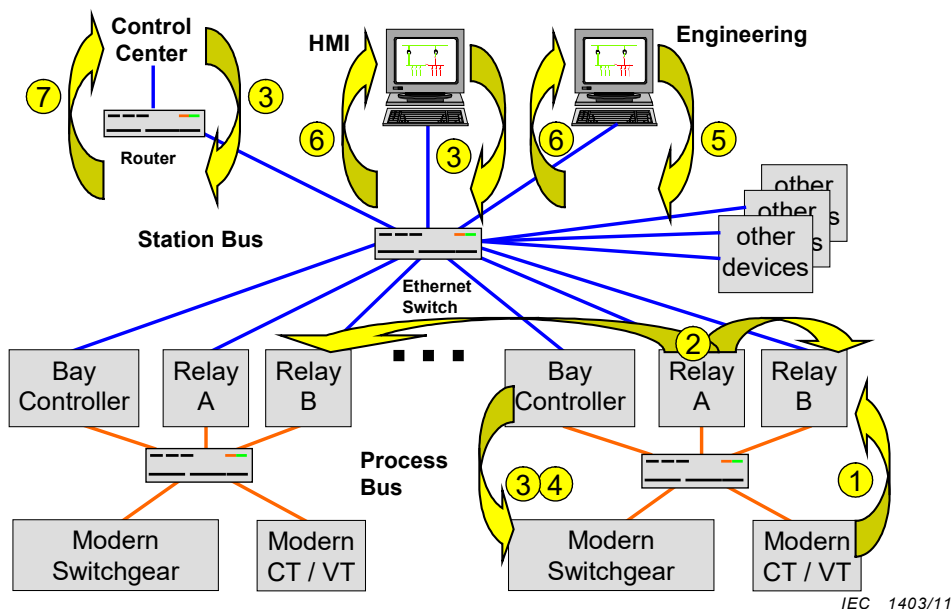 Control
Center
HMI
Engineering
7
3
6
3
6
5
Router
Station Bus
other
other
s
other
s
devices
Ethernet
Switch
2
Bay
Controller
Relay
A
Relay
B
Bay
Controller
Relay
A
Relay
B
Process
Bus
3 4
1
Modern
Switchgear
Modern
CT / VT
Modern
Switchgear
Modern
CT / VT
IEC 1403/11